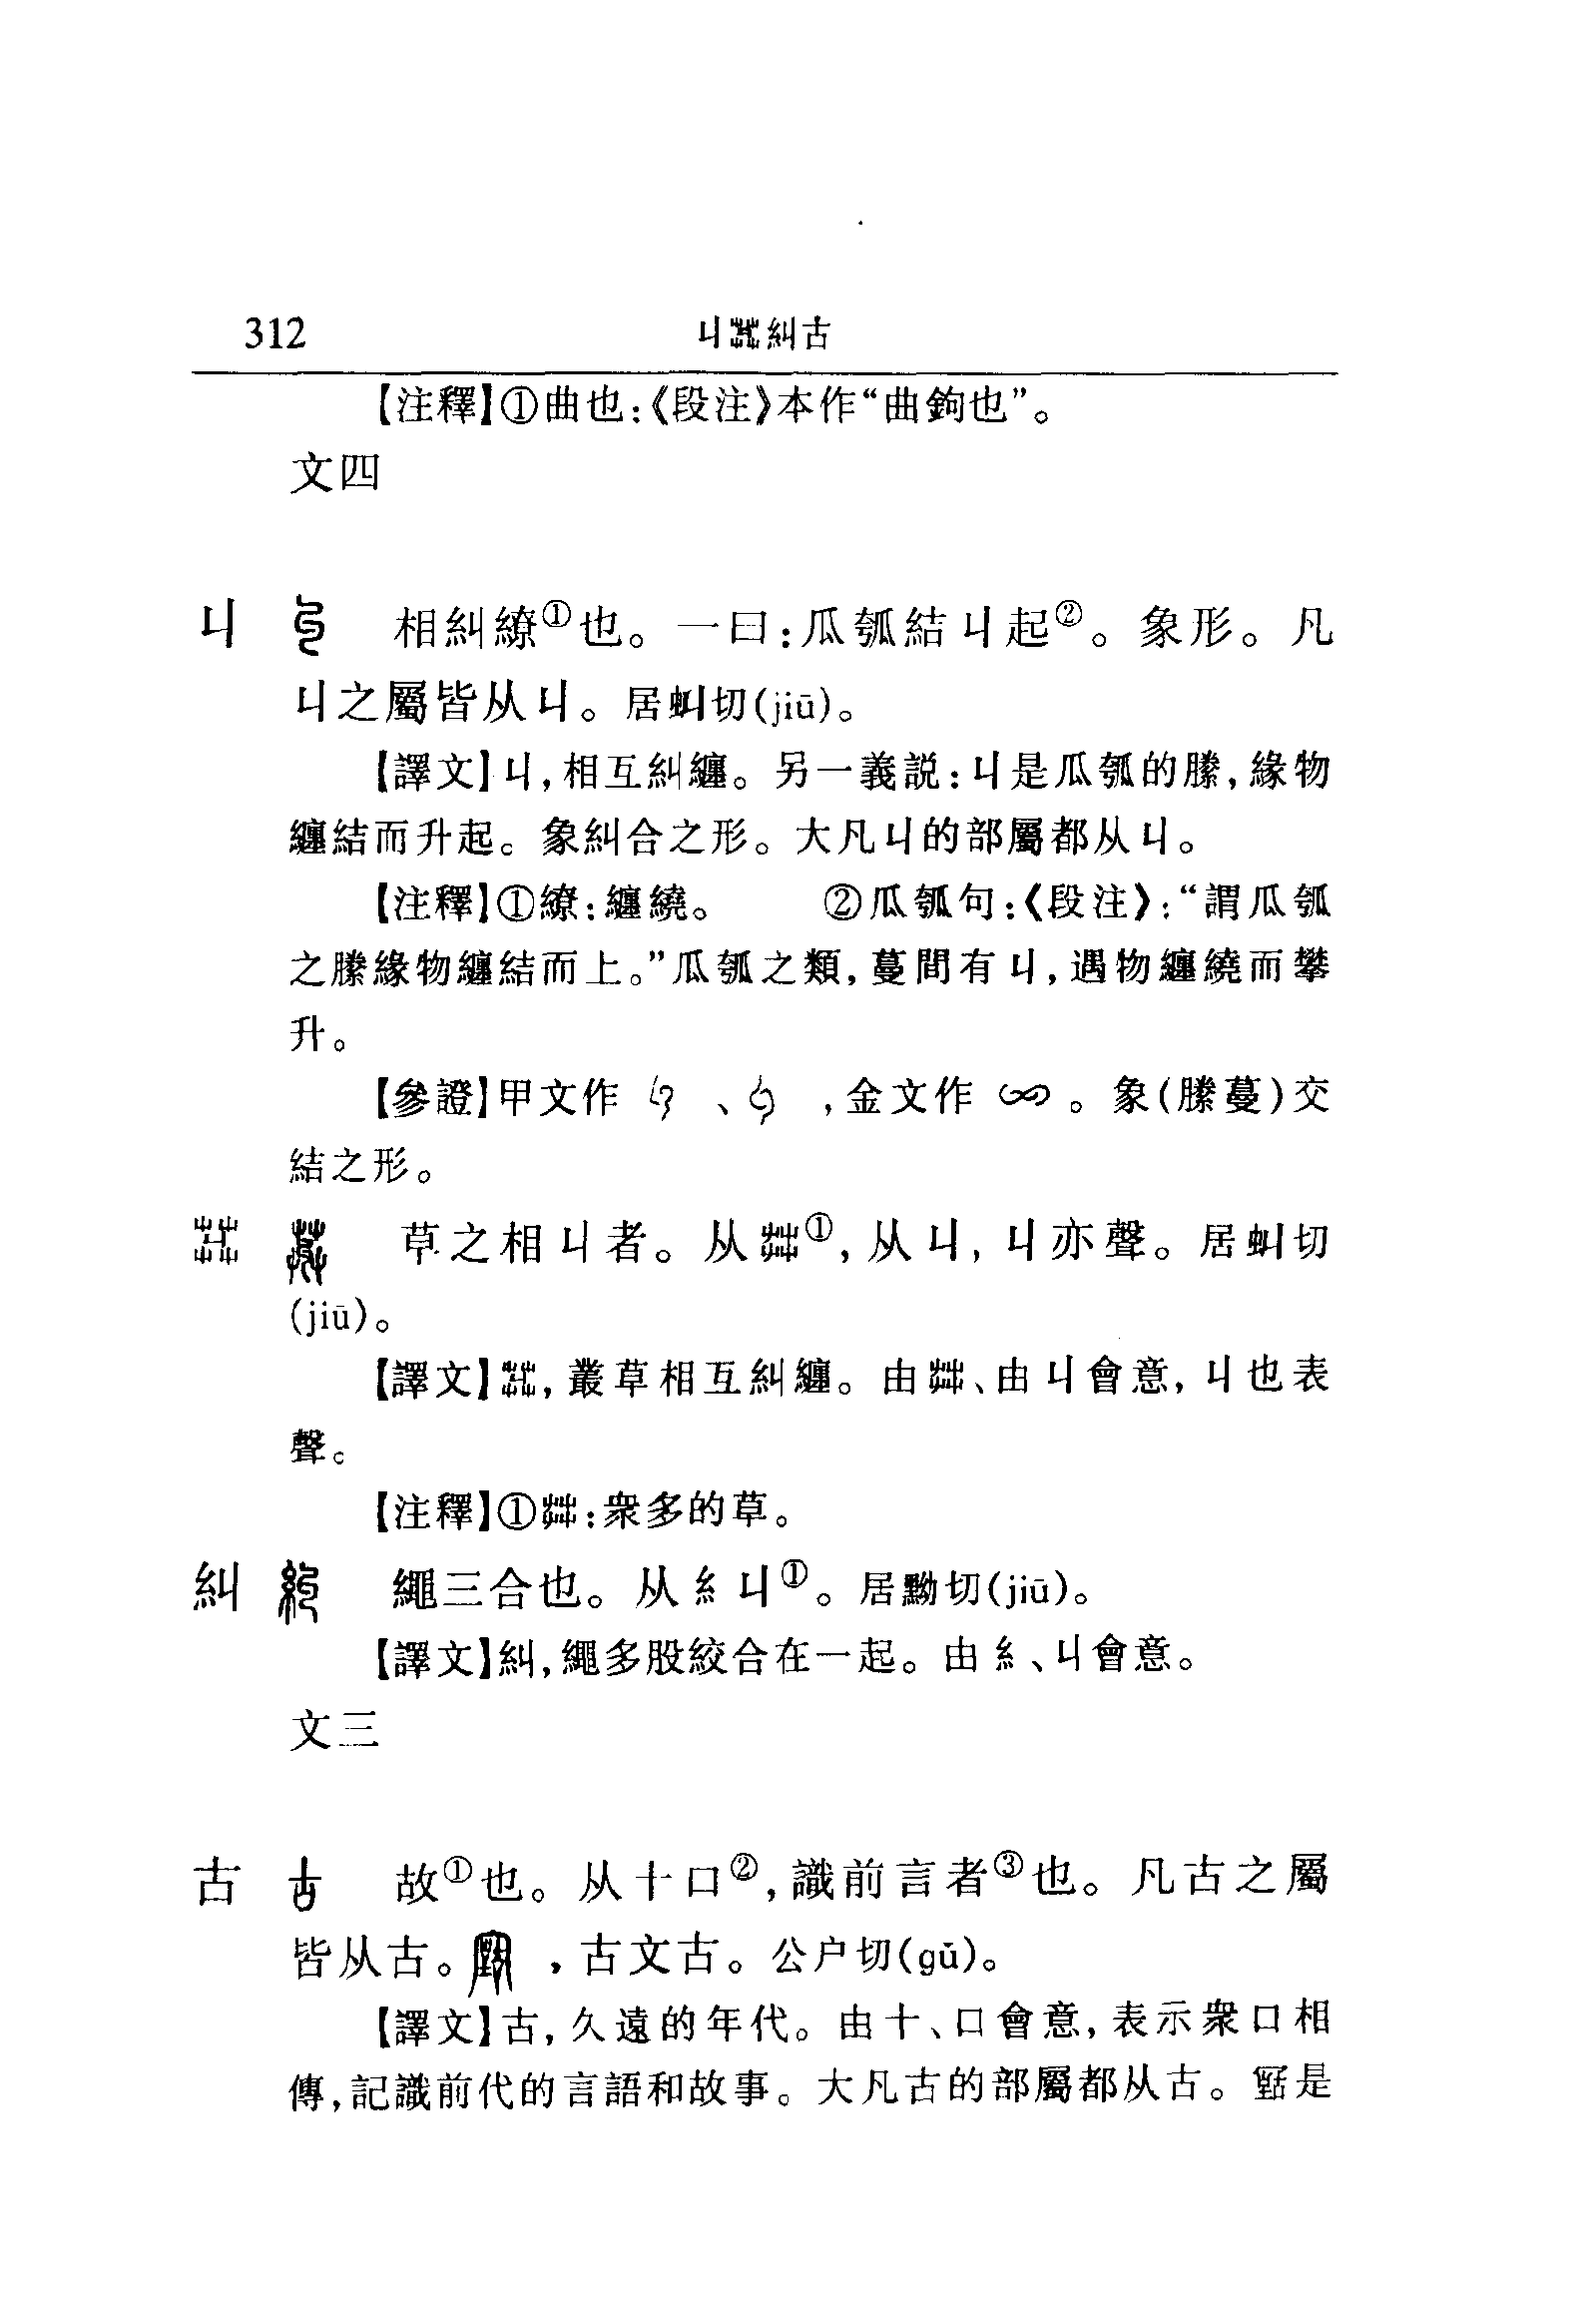 312
丩茻糾古
【注釋】①曲也:《段注》本作“曲鉤也”。
文四
丩 相糾繚①也。一曰:瓜瓠結丩起②。象形。凡
丩之屬皆从丩。居虯切(jiū)。
【譯文】丩,相互糾纏。另一義説:丩是瓜瓠的縢,緣物
纏結而升起。象糾合之形。大凡丩的部屬都从丩。
【注釋】①繚:纏繞。 ②瓜瓠句:《段注》:“謂瓜瓠
之縢緣物纏結而上。”瓜瓠之類,蔓間有丩,遇物纏繞而攀
升。
【參證】甲文作 、 ,金文作 。象(縢蔓)交
結之形。
𦱠 草之相丩者。从茻①,从丩,丩亦聲。居虯切
(jiū)。
【譯文】𦱠,叢草相互糾纏。由茻、由丩會意,丩也表
聲。
【注釋】①茻:衆多的草。
糾 繩三合也。从糹丩①。居黝切(jiū)。
【譯文】糾,繩多股絞合在一起。由糹、丩會意。
文三
古 故①也。从十口②,識前言者③也。凡古之屬
皆从古。 ,古文古。公户切(gǔ)。
【譯文】古,久遠的年代。由十、口會意,表示衆口相
傳,記識前代的言語和故事。大凡古的部屬都从古。 是